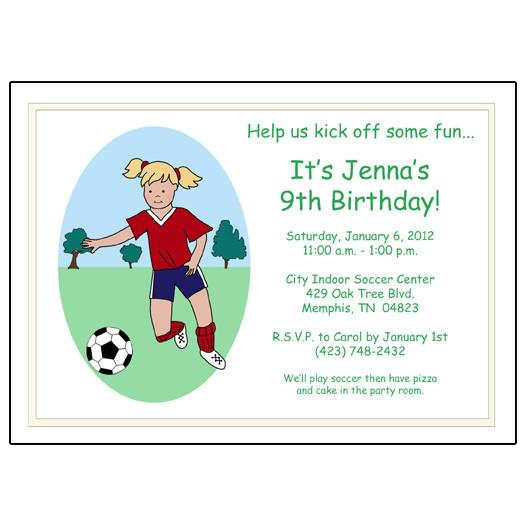 Help us kick off some fun...
It's Jenna's
9th Birthday!
Saturday, January 6, 2012
11:00 a.m. - 1:00 p.m.
City Indoor Soccer Center
429 Oak Tree Blvd.
Memphis, TN  04823
R.S.V.P. to Carol by January 1st
(423) 748-2432
We'll play soccer then have pizza
and cake in the party room.